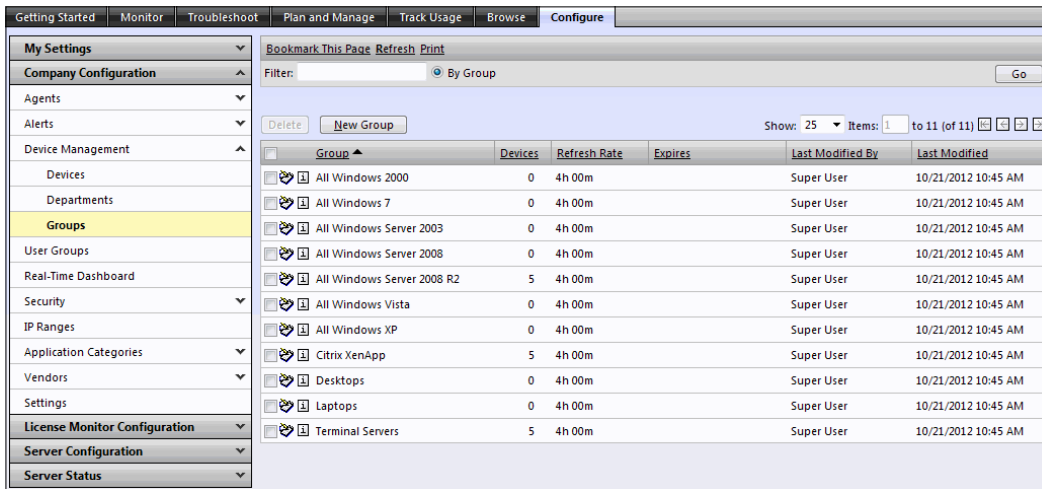 Getting Started Monitor Troubleshoot Plan and Manage Track Usage Browse Configure
My Settings
Company Configuration
Agents
Alerts
Device Management
Devices
Departments
Groups
User Groups
Real-Time Dashboard
Security
IP Ranges
Application Categories
Vendors
Settings
License Monitor Configuration
Server Configuration
Server Status
Bookmark This Page Refresh Print
Filter: By Group Go
Delete New Group Show: 25 Items: 1 to 11 (of 11)
Group Devices Refresh Rate Expires Last Modified By Last Modified
All Windows 2000 0 4h 00m Super User 10/21/2012 10:45 AM
All Windows 7 0 4h 00m Super User 10/21/2012 10:45 AM
All Windows Server 2003 0 4h 00m Super User 10/21/2012 10:45 AM
All Windows Server 2008 0 4h 00m Super User 10/21/2012 10:45 AM
All Windows Server 2008 R2 5 4h 00m Super User 10/21/2012 10:45 AM
All Windows Vista 0 4h 00m Super User 10/21/2012 10:45 AM
All Windows XP 0 4h 00m Super User 10/21/2012 10:45 AM
Citrix XenApp 5 4h 00m Super User 10/21/2012 10:45 AM
Desktops 0 4h 00m Super User 10/21/2012 10:45 AM
Laptops 0 4h 00m Super User 10/21/2012 10:45 AM
Terminal Servers 5 4h 00m Super User 10/21/2012 10:45 AM